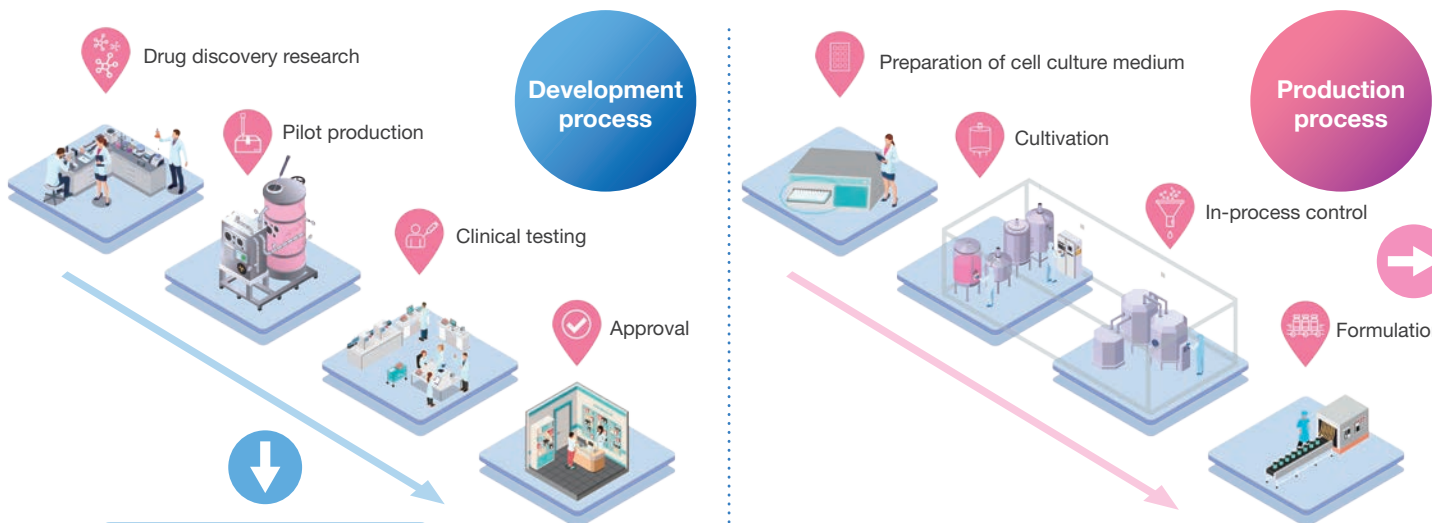 Drug discovery research
Pilot production
Clinical testing
Approval
Development
process
Preparation of cell culture medium
Cultivation
In-process control
Formulation
Production
process